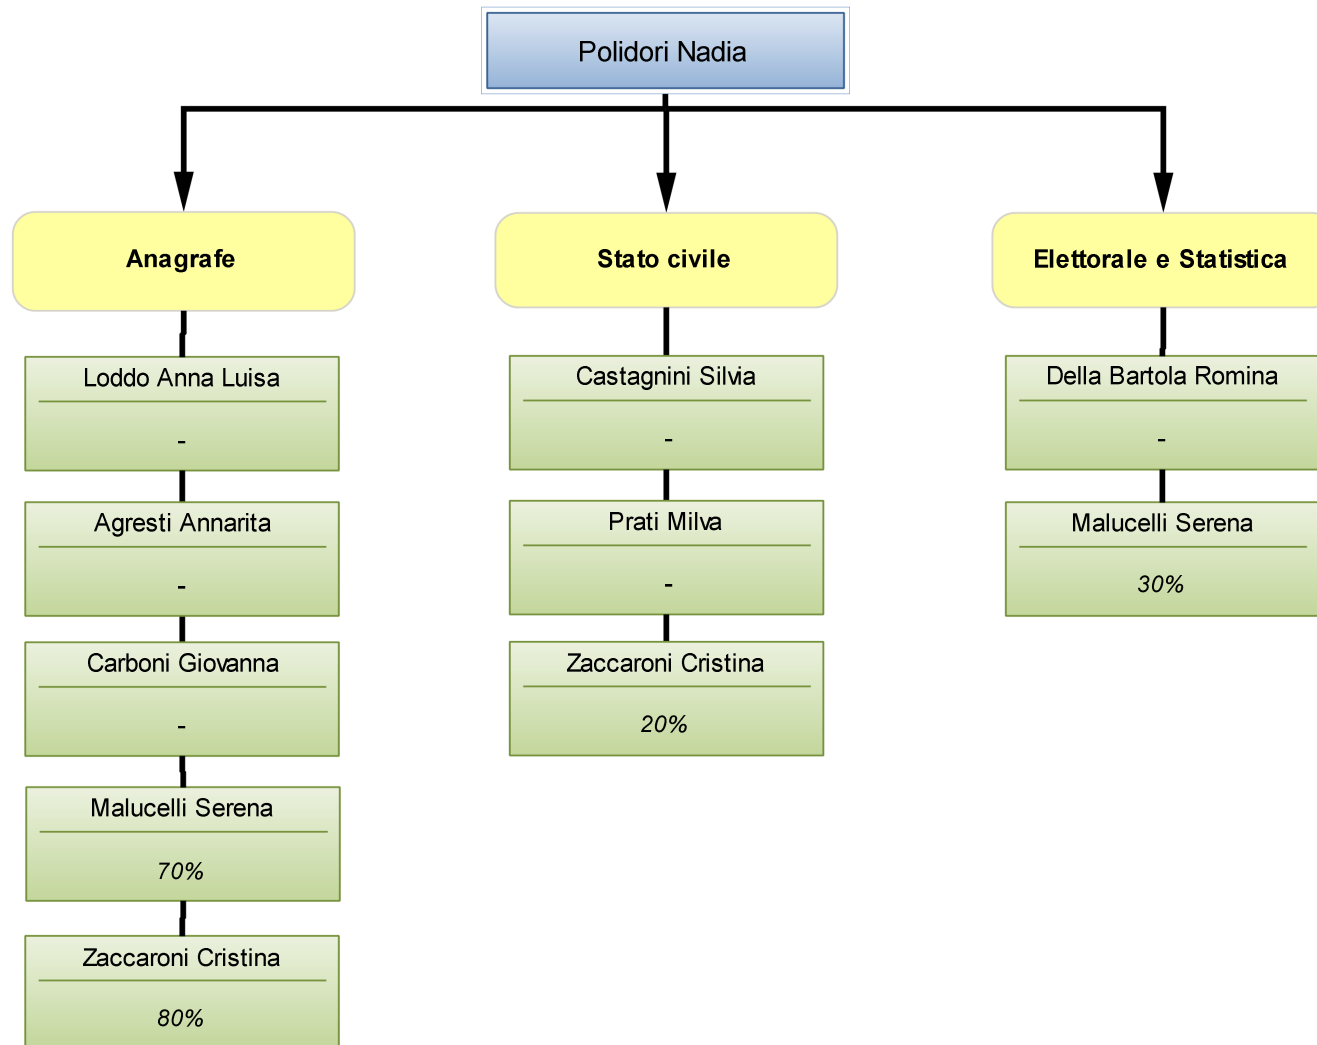 Polidori Nadia
Anagrafe
Loddo Anna Luisa
-
Agresti Annarita
-
Carboni Giovanna
-
Malucelli Serena
70%
Zaccaroni Cristina
80%
Stato civile
Castagnini Silvia
-
Prati Milva
-
Zaccaroni Cristina
20%
Elettorale e Statistica
Della Bartola Romina
-
Malucelli Serena
30%